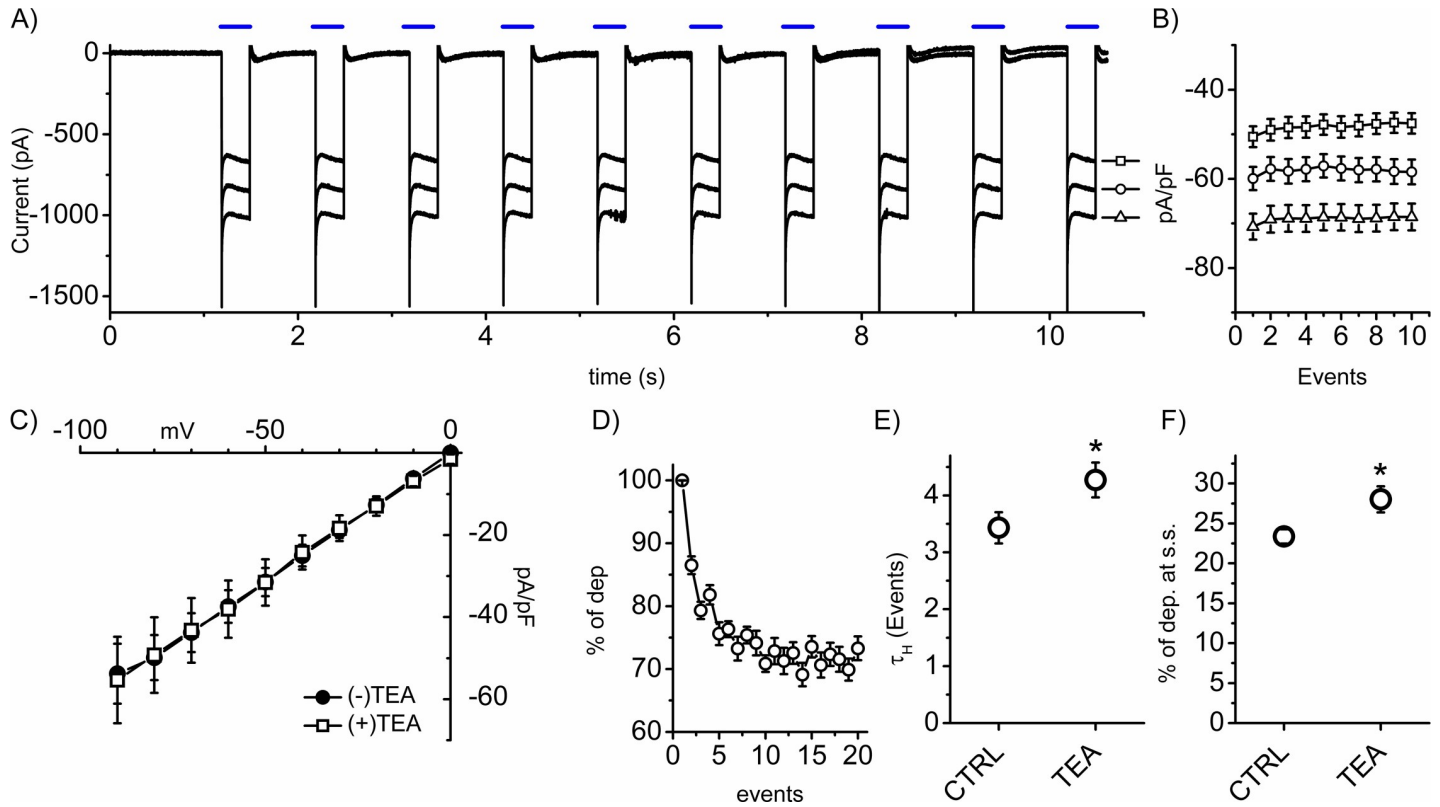 A)
0
-500
-1000
-1500
Current (pA)
0 2 4 6 8 10
time (s)
B)
-40
-60
-80
pA/pF
0 2 4 6 8 10
Events
C)
-100 mV -50 0
-20
-40
-60
pA/pF
(-)TEA
(+)TEA
D)
100
90
80
70
60
% of dep
0 5 10 15 20
events
E)
4
3
2
1
0
τH (Events)
*
CTRL TEA
F)
30
25
20
15
10
5
0
% of dep. at s.s.
*
CTRL TEA